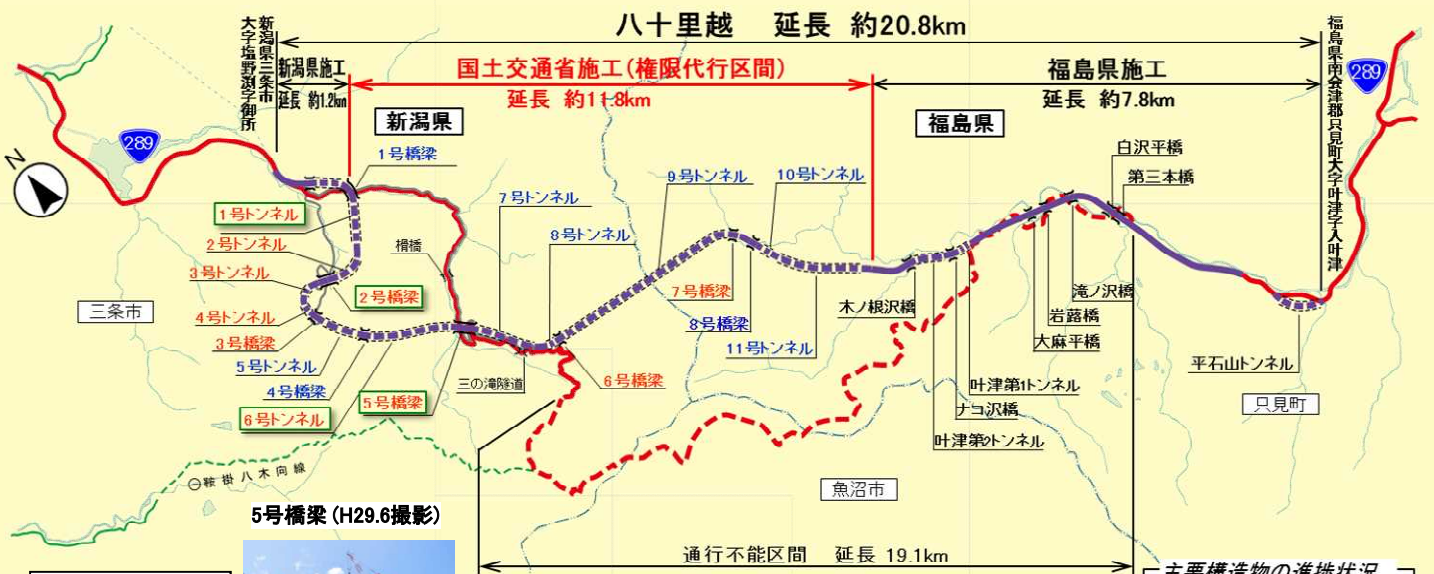 八十里越 延長 約20.8km
新潟県三条市
大字塩野渕字御所
新潟県施工
延長 約1.2km
国土交通省施工(権限代行区間)
延長 約11.8km
福島県施工
延長 約7.8km
福島県南会津郡只見町大字叶津字入叶津
289
289
N
新潟県
福島県
1号橋梁
1号トンネル
2号トンネル
3号トンネル
2号橋梁
4号トンネル
3号橋梁
5号トンネル
4号橋梁
6号トンネル
5号橋梁
三条市
楢橋
7号トンネル
8号トンネル
9号トンネル
10号トンネル
7号橋梁
8号橋梁
11号トンネル
三の滝隧道
6号橋梁
木ノ根沢橋
白沢平橋
第三本橋
滝ノ沢橋
岩蕗橋
大麻平橋
叶津第1トンネル
ナコ沢橋
叶津第2トンネル
平石山トンネル
只見町
魚沼市
㊀鞍掛八木向線
5号橋梁(H29.6撮影)
通行不能区間 延長 19.1km
主要構造物の進捗状況